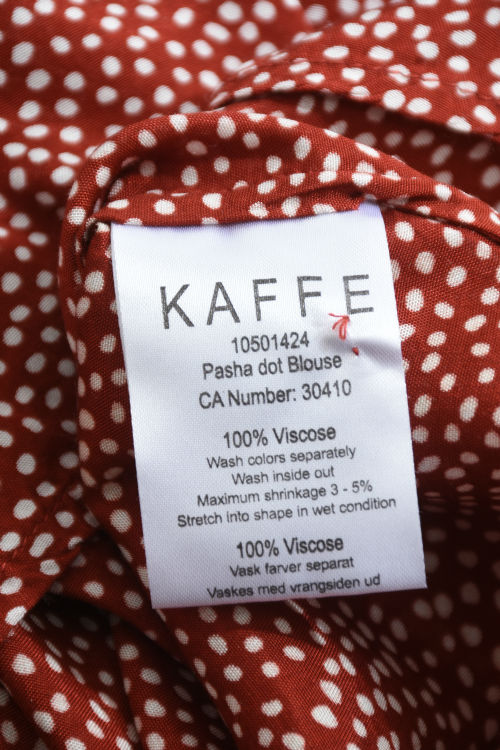 KAFFE
10501424
Pasha dot Blouse
CA Number: 30410
100% Viscose
Wash colors separately
Wash inside out
Maximum shrinkage 3 - 5%
Stretch into shape in wet condition
100% Viscose
Vask farver separat
Vaskes med vrangsiden ud